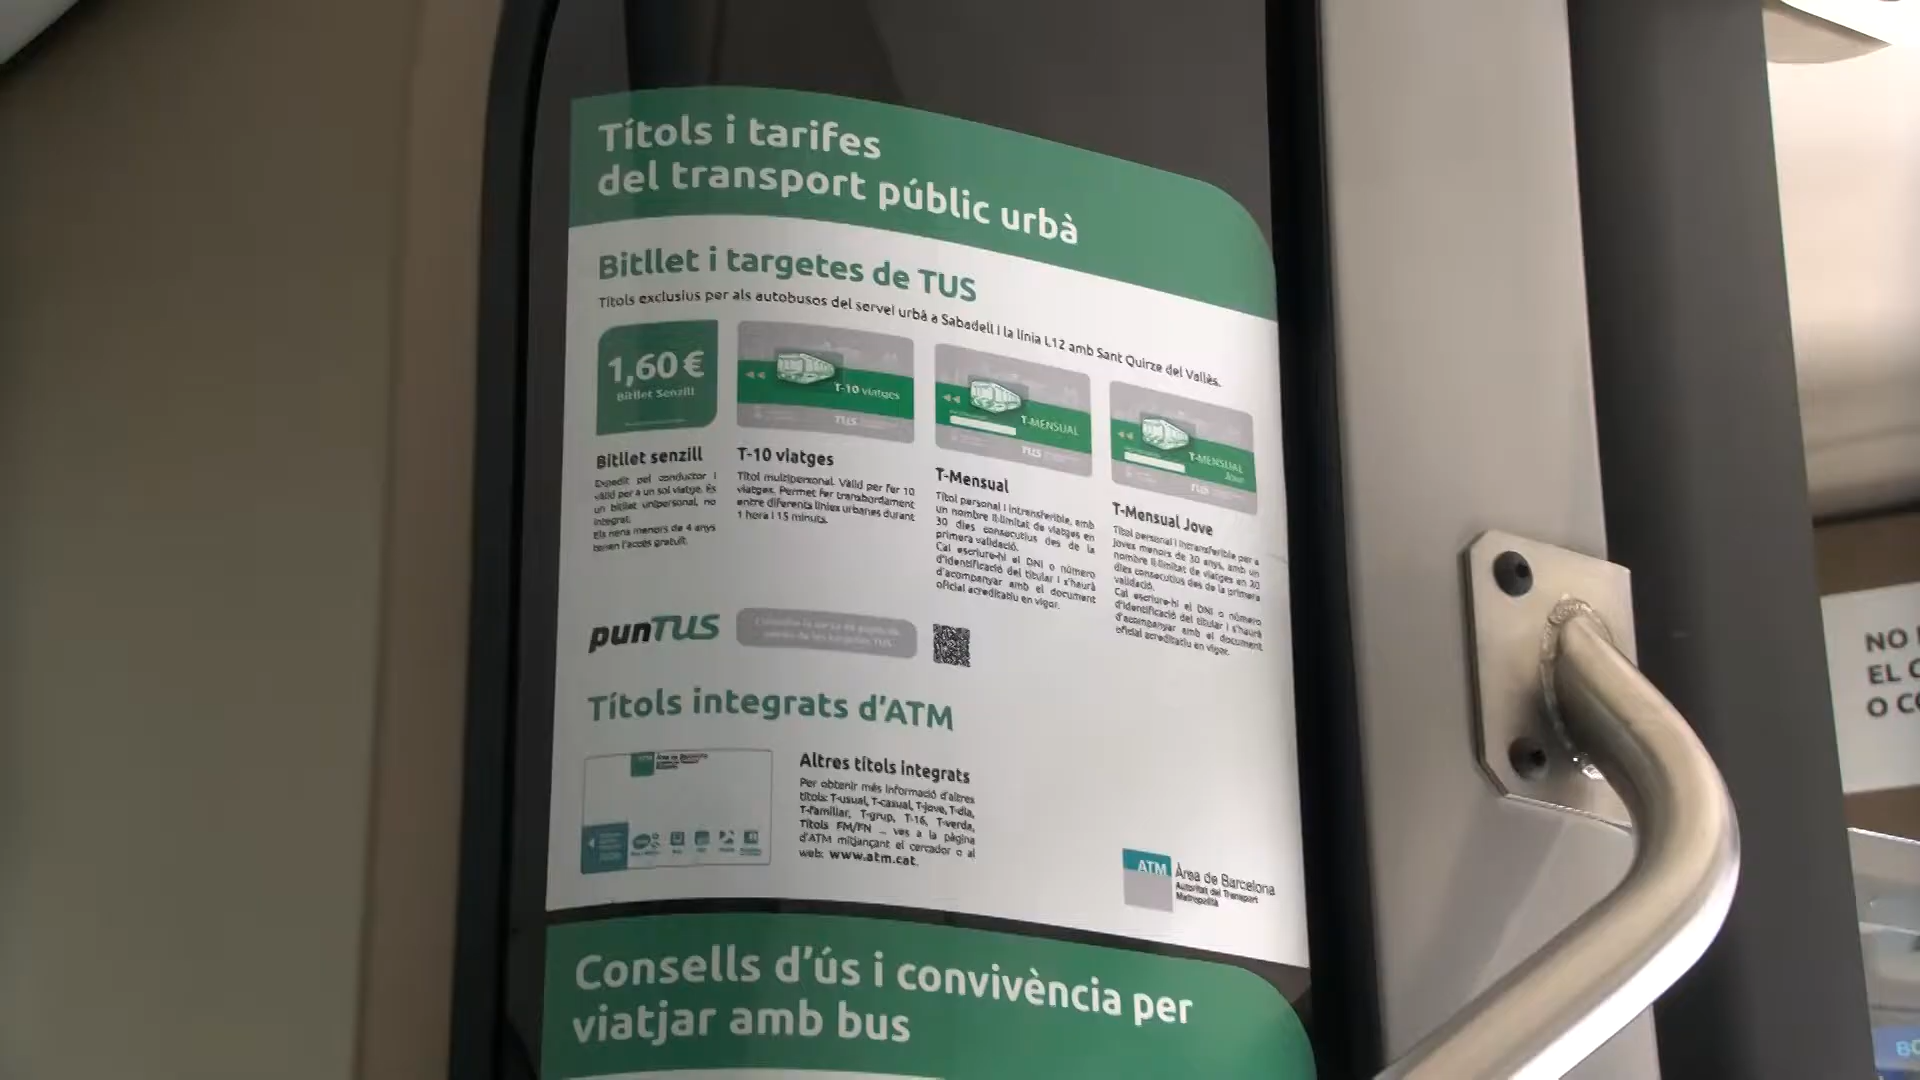 Títols i tarifes
del transport públic urbà
Bitllet i targetes de TUS
Títols exclusius per als autobusos del servei urbà a Sabadell i la línia L12 amb Sant Quirze del Vallès.
1,60 €
Bitllet Senzill
T-10 viatges
TUS
T-MENSUAL
TUS
T-MENSUAL
Jove
TUS
Bitllet senzill
Expedit pel conductor i
vàlid per a un sol viatge. És
un bitllet unipersonal, no
integrat.
Els nens menors de 4 anys
tenen l'accés gratuït.
T-10 viatges
Títol multipersonal. Vàlid per fer 10
viatges. Permet fer transbordament
entre diferents línies urbanes durant
1 hora i 15 minuts.
T-Mensual
Títol personal i intransferible, amb
un nombre il·limitat de viatges en
30 dies consecutius des de la
primera validació.
Cal escriure-hi el DNI o número
d'identificació del titular i s'haurà
d'acompanyar amb el document
oficial acreditatiu en vigor.
T-Mensual Jove
Títol personal i intransferible per a
joves menors de 30 anys, amb un
nombre il·limitat de viatges en 30
dies consecutius des de la primera
validació.
Cal escriure-hi el DNI o número
d'identificació del titular i s'haurà
d'acompanyar amb el document
oficial acreditatiu en vigor.
punTUS
Títols integrats d'ATM
ATM Àrea de Barcelona
Altres títols integrats
Per obtenir més informació d'altres
títols: T-usual, T-casual, T-jove, T-dia,
T-familiar, T-grup, T-16, T-verda,
Títols FM/FN ... ves a la pàgina
d'ATM mitjançant el cercador o al
web: www.atm.cat.
ATM Àrea de Barcelona
Autoritat del Transport
Metropolità
Consells d'ús i convivència per
viatjar amb bus
NO
EL
O